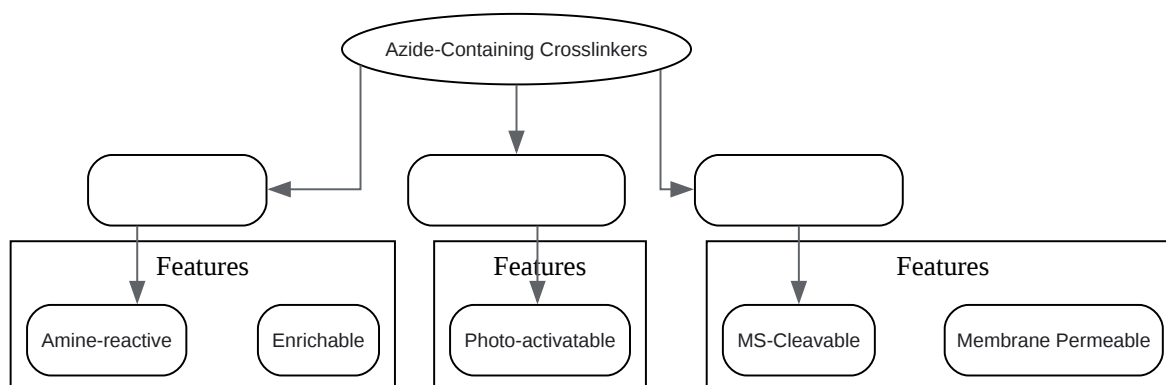 Azide-Containing Crosslinkers
Features
Features
Features
Amine-reactive
Enrichable
Photo-activatable
MS-Cleavable
Membrane Permeable